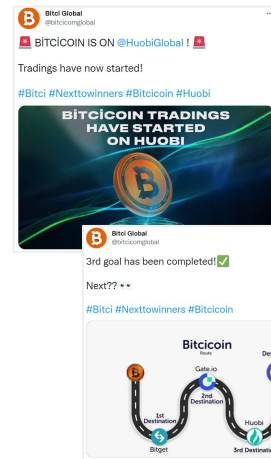 Bitci Global
@bitcicomglobal
🚨 BİTCİCOIN IS ON @HuobiGlobal ! 🚨
Tradings have now started!
#Bitci #Nexttowinners #Bitcicoin #Huobi
BİTCİCOIN TRADINGS
HAVE STARTED
ON HUOBI
Bitci Global
@bitcicomglobal
3rd goal has been completed!✅
Next?? 👀
#Bitci #Nexttowinners #Bitcicoin
Bitcicoin
Route
Gate.io
2nd
Destination
1st
Destination
Bitget
Huobi
3rd